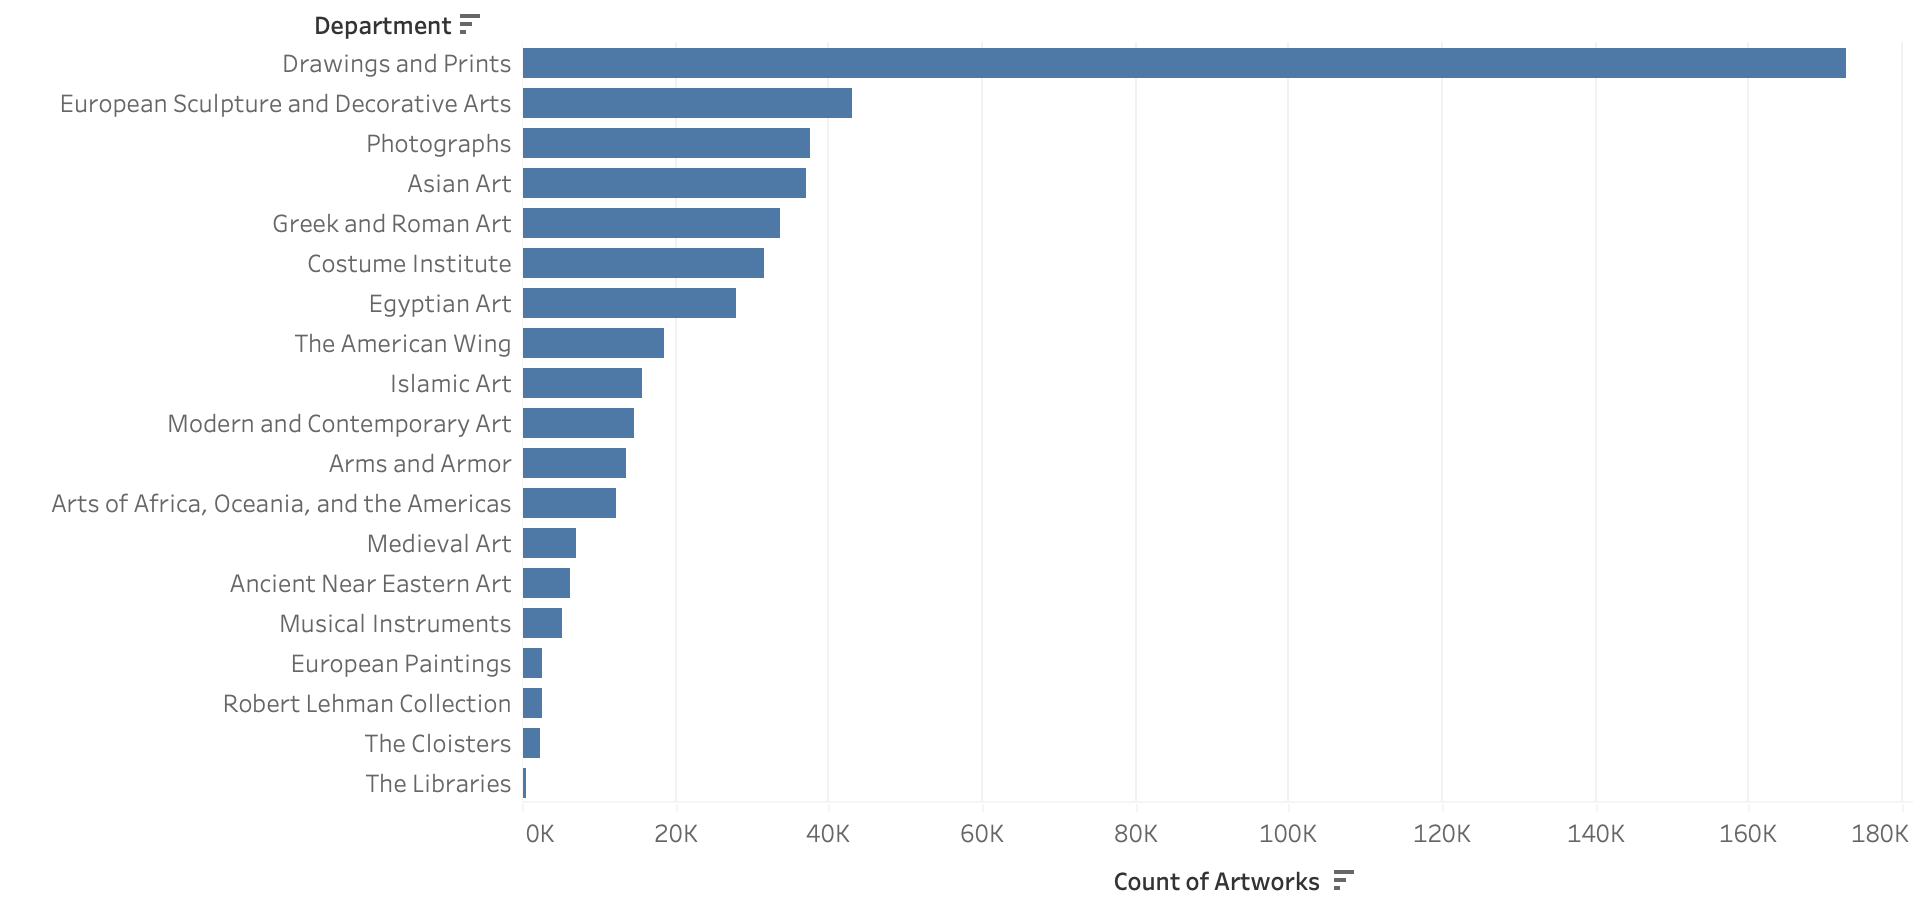 Department
Drawings and Prints
European Sculpture and Decorative Arts
Photographs
Asian Art
Greek and Roman Art
Costume Institute
Egyptian Art
The American Wing
Islamic Art
Modern and Contemporary Art
Arms and Armor
Arts of Africa, Oceania, and the Americas
Medieval Art
Ancient Near Eastern Art
Musical Instruments
European Paintings
Robert Lehman Collection
The Cloisters
The Libraries
0K 20K 40K 60K 80K 100K 120K 140K 160K 180K
Count of Artworks